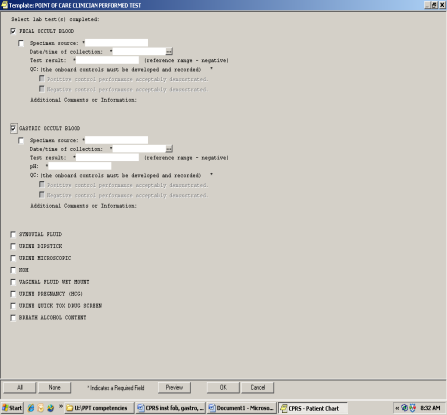 Template: POINT OF CARE CLINICIAN PERFORMED TEST
Select lab test(s) completed:
FECAL OCCULT BLOOD
Specimen source: *
Date/time of collection: *
Test result: * (reference range - negative)
QC:(the onboard controls must be developed and recorded) *
Positive control performance acceptably demonstrated.
Negative control performance acceptably demonstrated.
Additional Comments or Information:
GASTRIC OCCULT BLOOD
Specimen source: *
Date/time of collection: *
Test result: * (reference range - negative)
pH: *
QC:(the onboard controls must be developed and recorded) *
Positive control performance acceptably demonstrated.
Negative control performance acceptably demonstrated.
Additional Comments or Information:
SYNOVIAL FLUID
URINE DIPSTICK
URINE MICROSCOPIC
KOH
VAGINAL FLUID WET MOUNT
URINE PREGNANCY (HCG)
URINE QUICK TOX DRUG SCREEN
BREATH ALCOHOL CONTENT
All None * Indicates a Required Field Preview OK Cancel
Start » U:\PPT competencies CPRS inst fob, gastro, ... Document1 - Microso... CPRS - Patient Chart « 8:32 AM